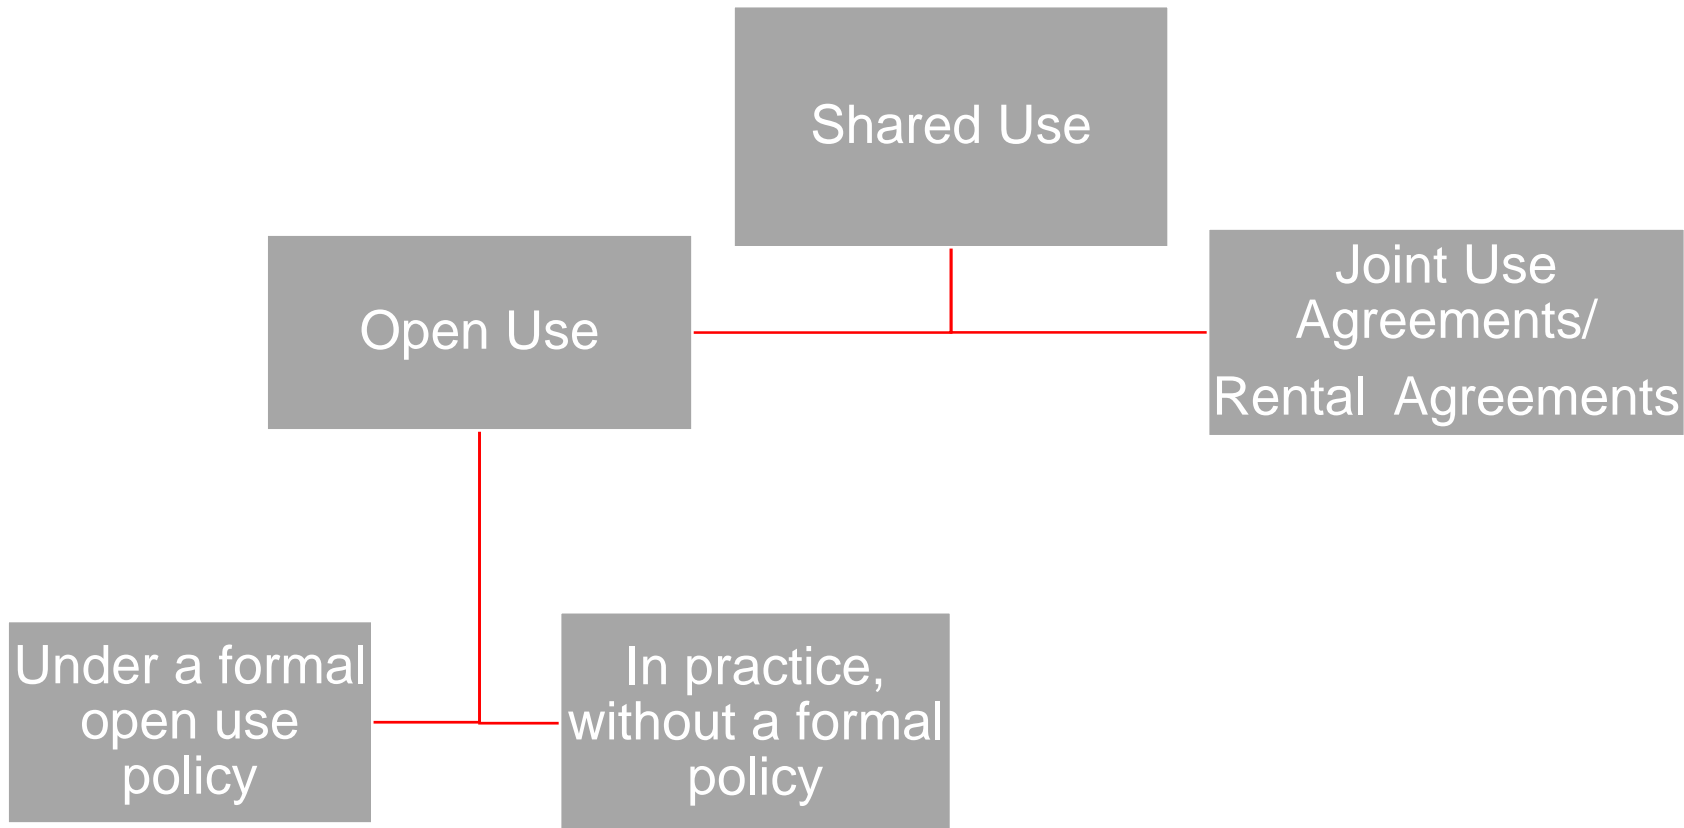 Shared Use
Open Use
Joint Use
Agreements/
Rental  Agreements
Under a formal
open use
policy
In practice,
without a formal
policy